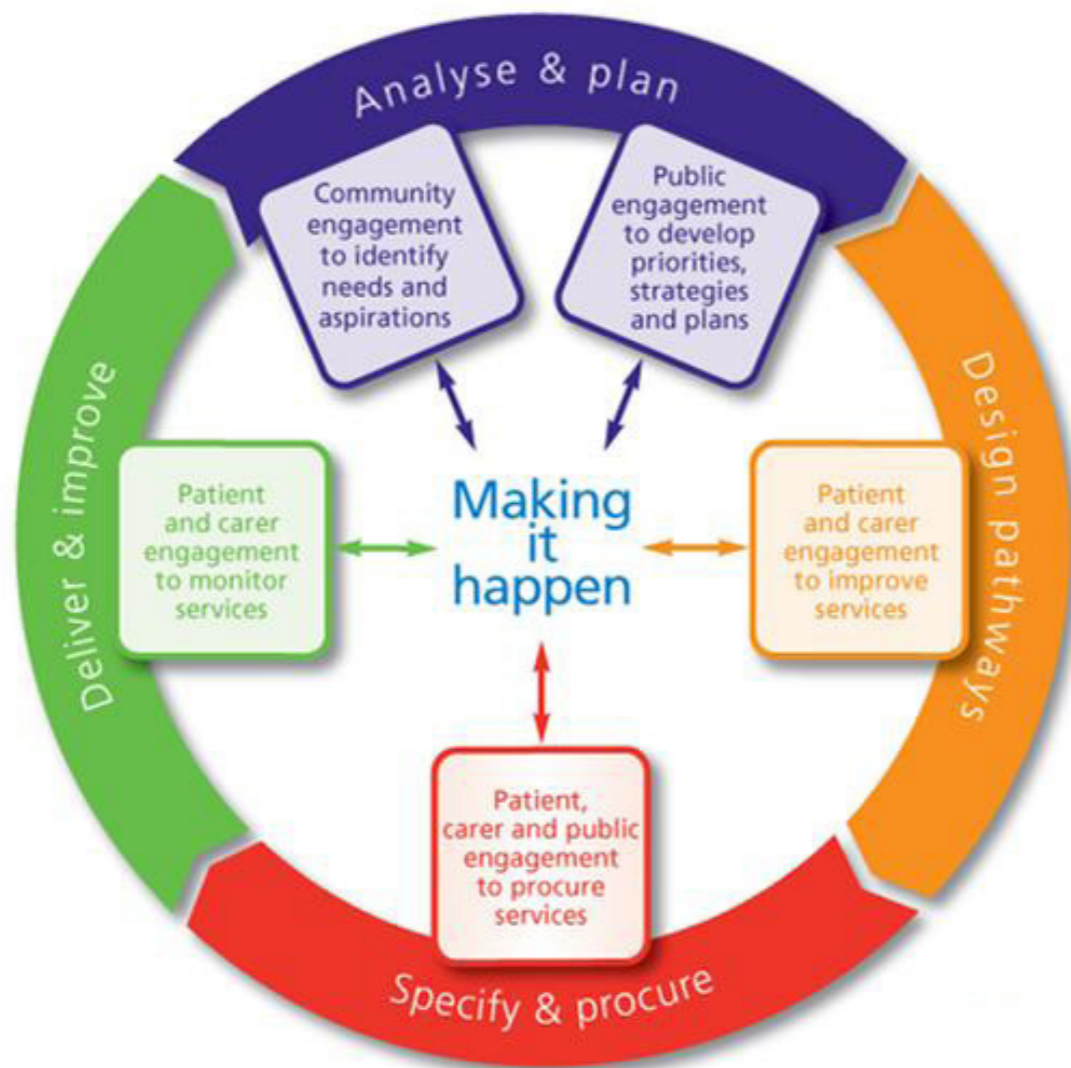 Analyse & plan
Community
engagement
to identify
needs and
aspirations
Public
engagement
to develop
priorities,
strategies
and plans
Design pathways
Deliver & improve
Patient
and carer
engagement
to monitor
services
Making
it
happen
Patient
and carer
engagement
to improve
services
Patient,
carer and public
engagement
to procure
services
Specify & procure